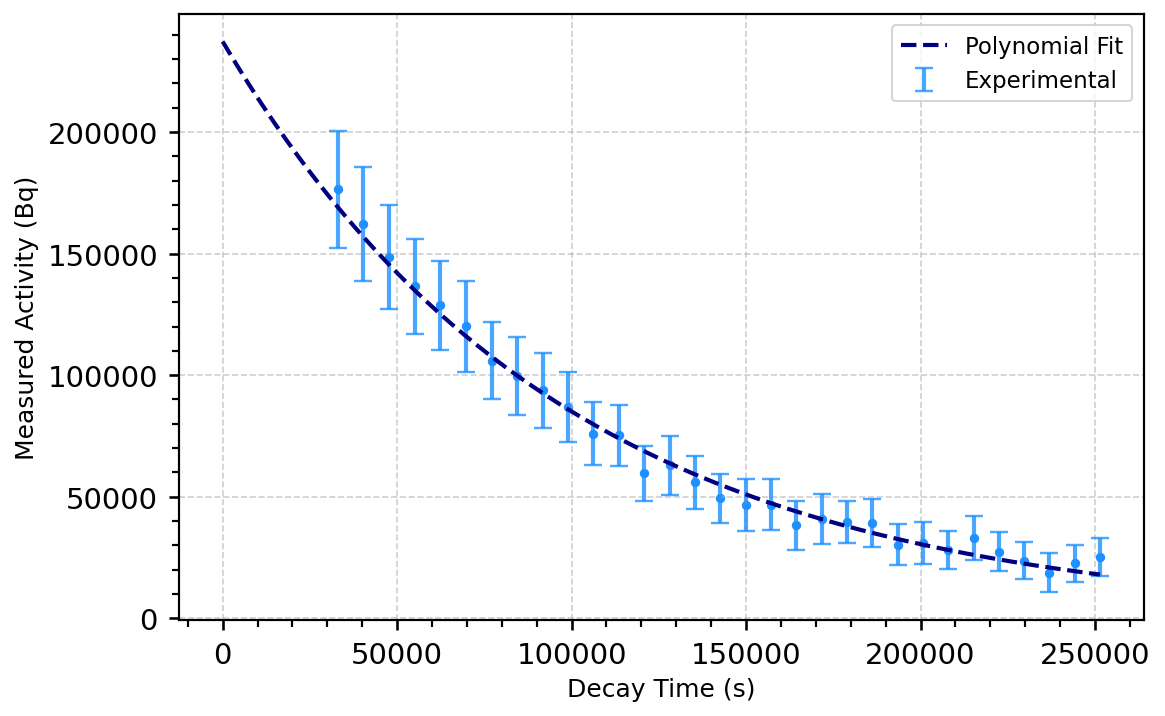 Polynomial Fit
Experimental
200000
150000
100000
50000
0
Measured Activity (Bq)
0 50000 100000 150000 200000 250000
Decay Time (s)